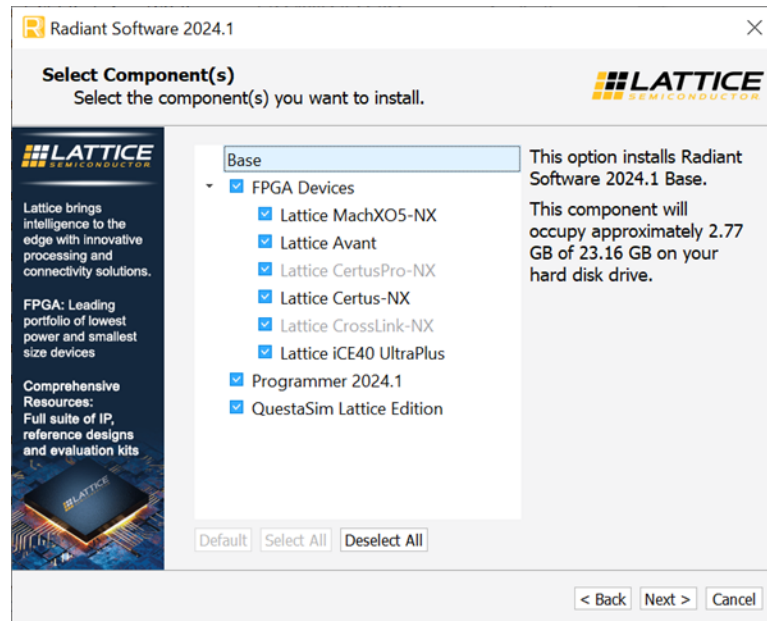 Radiant Software 2024.1
Select Component(s)
Select the component(s) you want to install.
LATTICE
SEMICONDUCTOR
LATTICE
SEMICONDUCTOR
Lattice brings
intelligence to the
edge with innovative
processing and
connectivity solutions.
FPGA: Leading
portfolio of lowest
power and smallest
size devices
Comprehensive
Resources:
Full suite of IP,
reference designs
and evaluation kits
LATTICE
Base
FPGA Devices
Lattice MachXO5-NX
Lattice Avant
Lattice CertusPro-NX
Lattice Certus-NX
Lattice CrossLink-NX
Lattice iCE40 UltraPlus
Programmer 2024.1
QuestaSim Lattice Edition
This option installs Radiant
Software 2024.1 Base.
This component will
occupy approximately 2.77
GB of 23.16 GB on your
hard disk drive.
Default Select All Deselect All
< Back Next > Cancel